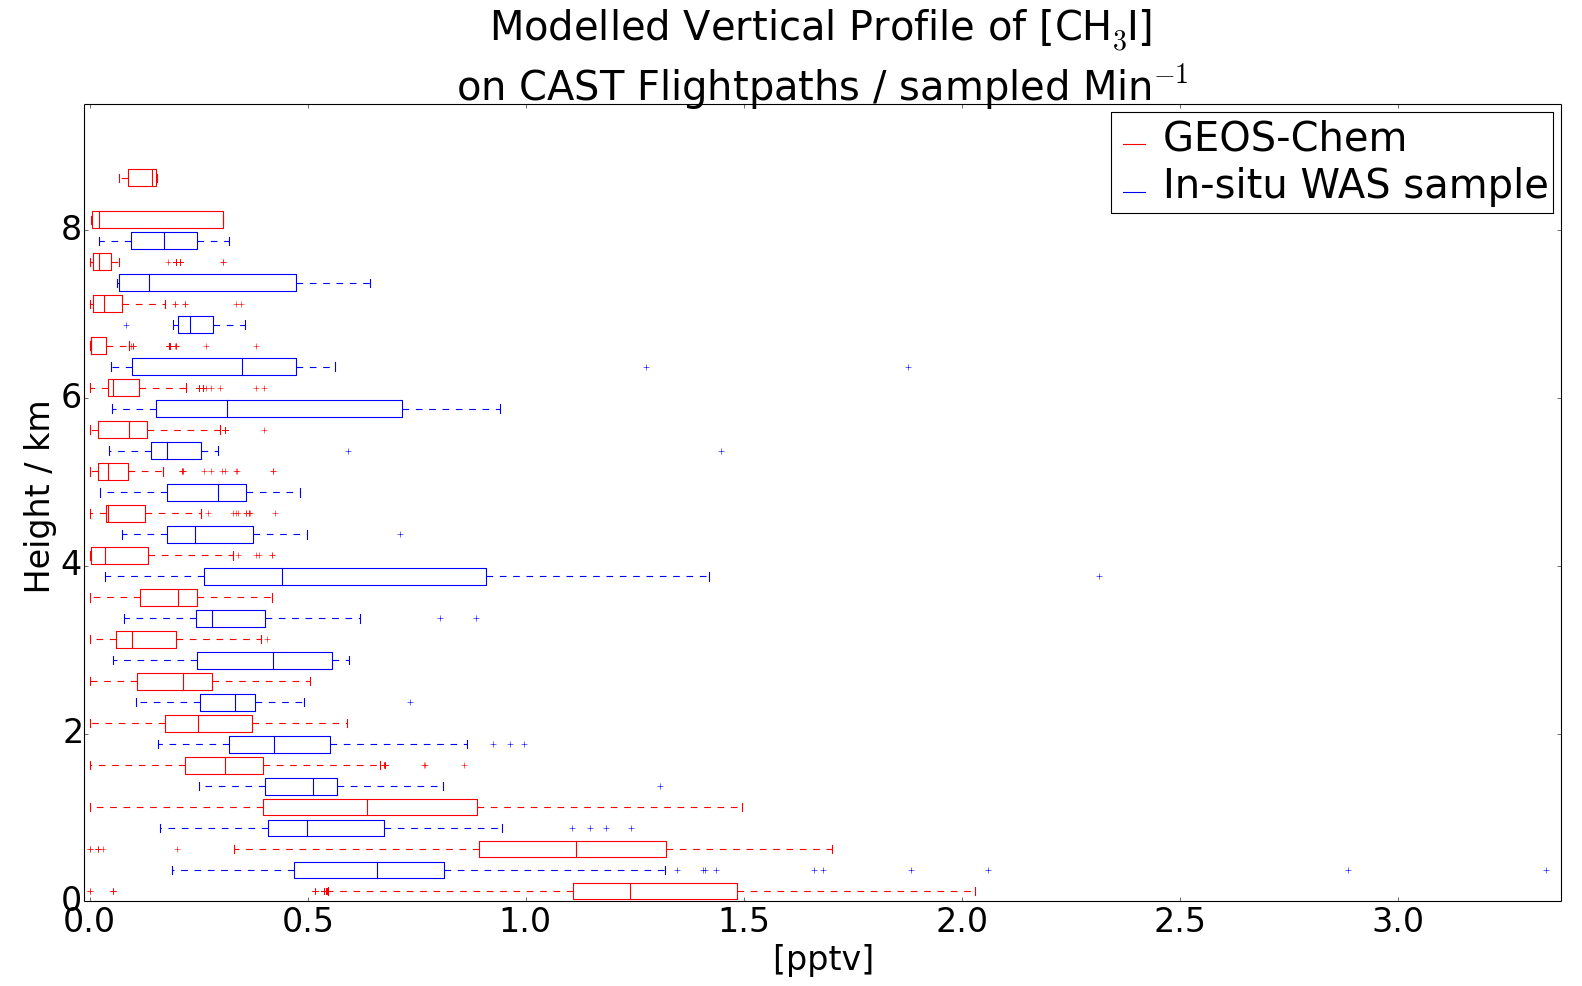 Modelled Vertical Profile of [CH₃I]
on CAST Flightpaths / sampled Min⁻¹
GEOS-Chem
In-situ WAS sample
Height / km
8
6
4
2
0
0.0 0.5 1.0 1.5 2.0 2.5 3.0
[pptv]